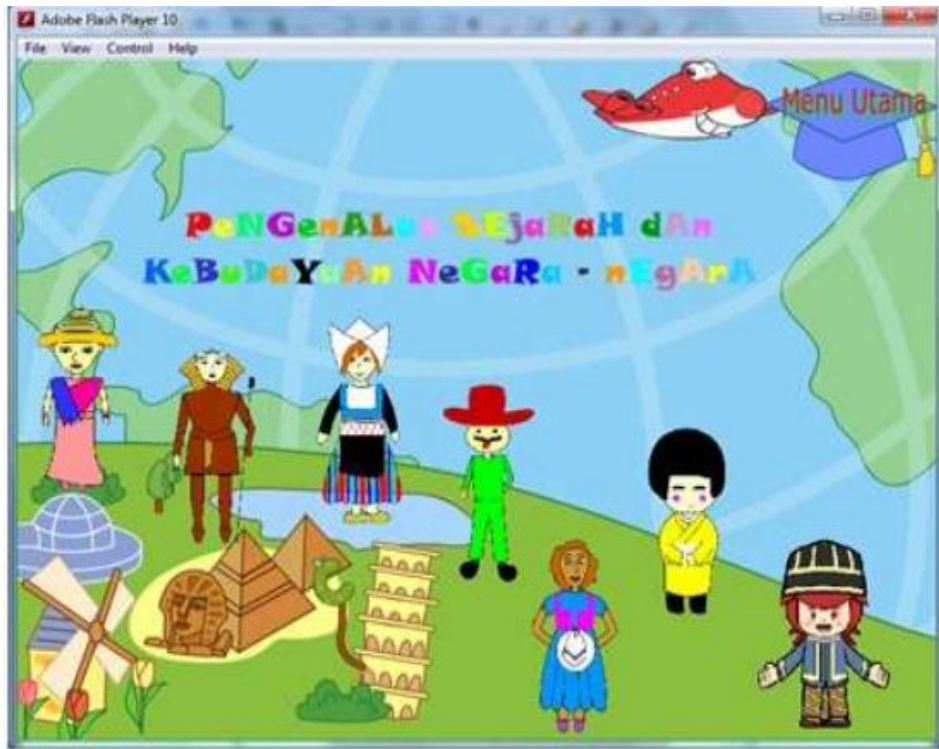 Adobe Flash Player 10
File View Control Help
Menu Utama
PeNGenALan SEjaRaH dAn
KeBuDaYaAn NeGaRa - nEgArA